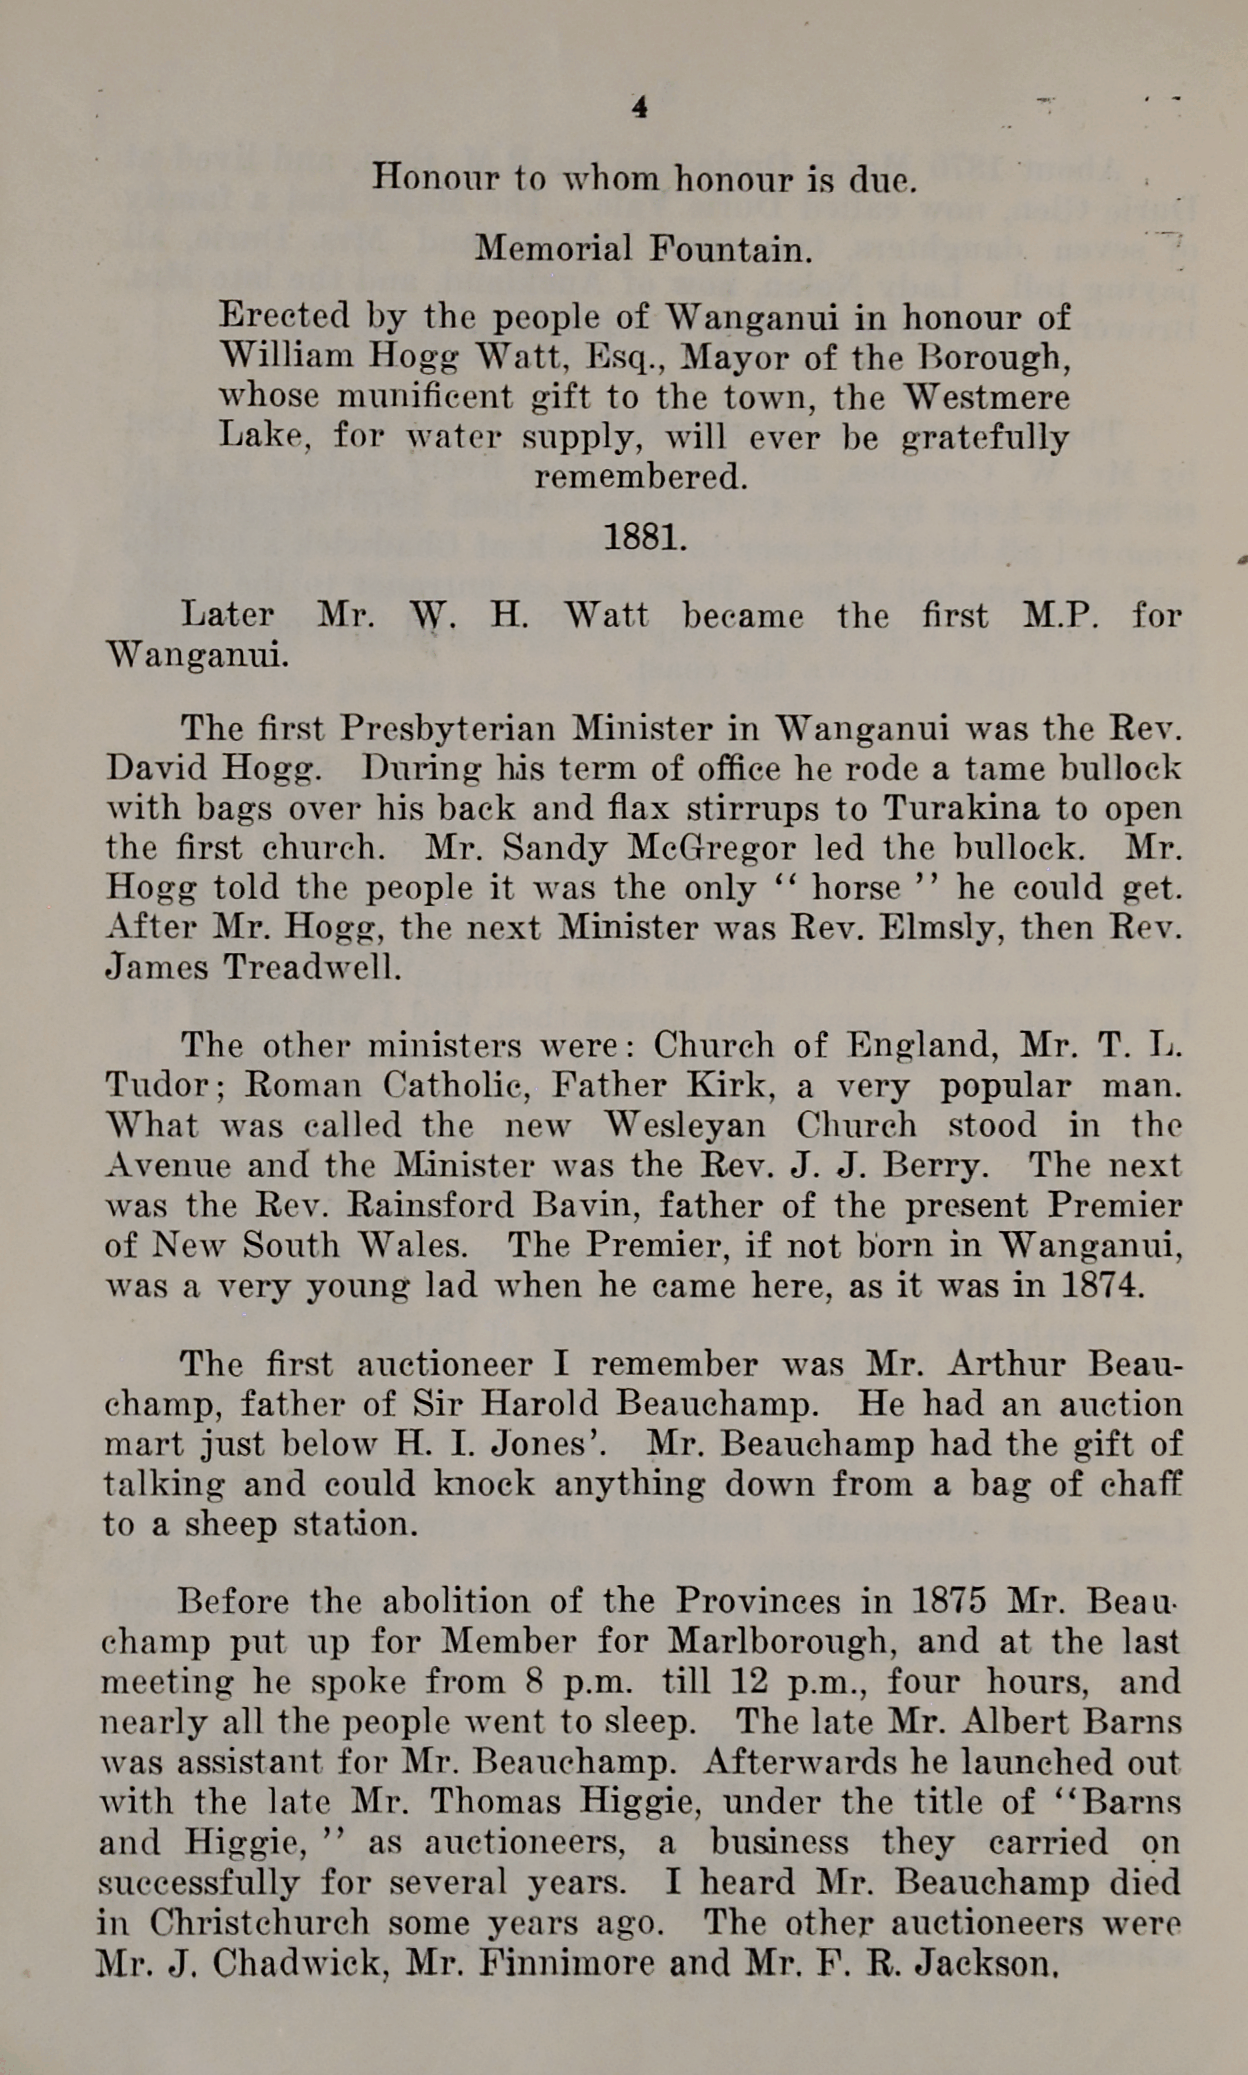 4
Honour to whom honour is due.
Memorial Fountain.
Erected by the people of Wanganui in honour of
William Hogg Watt, Esq., Mayor of the Borough,
whose munificent gift to the town, the Westmere
Lake, for water supply, will ever be gratefully
remembered.
1881.
Later Mr. W. H. Watt became the first M.P. for
Wanganui.
The first Presbyterian Minister in Wanganui was the Rev.
David Hogg. During his term of office he rode a tame bullock
with bags over his back and flax stirrups to Turakina to open
the first church. Mr. Sandy McGregor led the bullock. Mr.
Hogg told the people it was the only “ horse ” he could get.
After Mr. Hogg, the next Minister was Rev. Elmsly, then Rev.
James Treadwell.
The other ministers were: Church of England, Mr. T. L.
Tudor; Roman Catholic, Father Kirk, a very popular man.
What was called the new Wesleyan Church stood in the
Avenue and the Minister was the Rev. J. J. Berry. The next
was the Rev. Rainsford Bavin, father of the present Premier
of New South Wales. The Premier, if not born in Wanganui,
was a very young lad when he came here, as it was in 1874.
The first auctioneer I remember was Mr. Arthur Beau-
champ, father of Sir Harold Beauchamp. He had an auction
mart just below H. I. Jones’. Mr. Beauchamp had the gift of
talking and could knock anything down from a bag of chaff
to a sheep station.
Before the abolition of the Provinces in 1875 Mr. Beau-
champ put up for Member for Marlborough, and at the last
meeting he spoke from 8 p.m. till 12 p.m., four hours, and
nearly all the people went to sleep. The late Mr. Albert Barns
was assistant for Mr. Beauchamp. Afterwards he launched out
with the late Mr. Thomas Higgie, under the title of “Barns
and Higgie, ” as auctioneers, a business they carried on
successfully for several years. I heard Mr. Beauchamp died
in Christchurch some years ago. The other auctioneers were
Mr. J. Chadwick, Mr. Finnimore and Mr. F. R. Jackson.